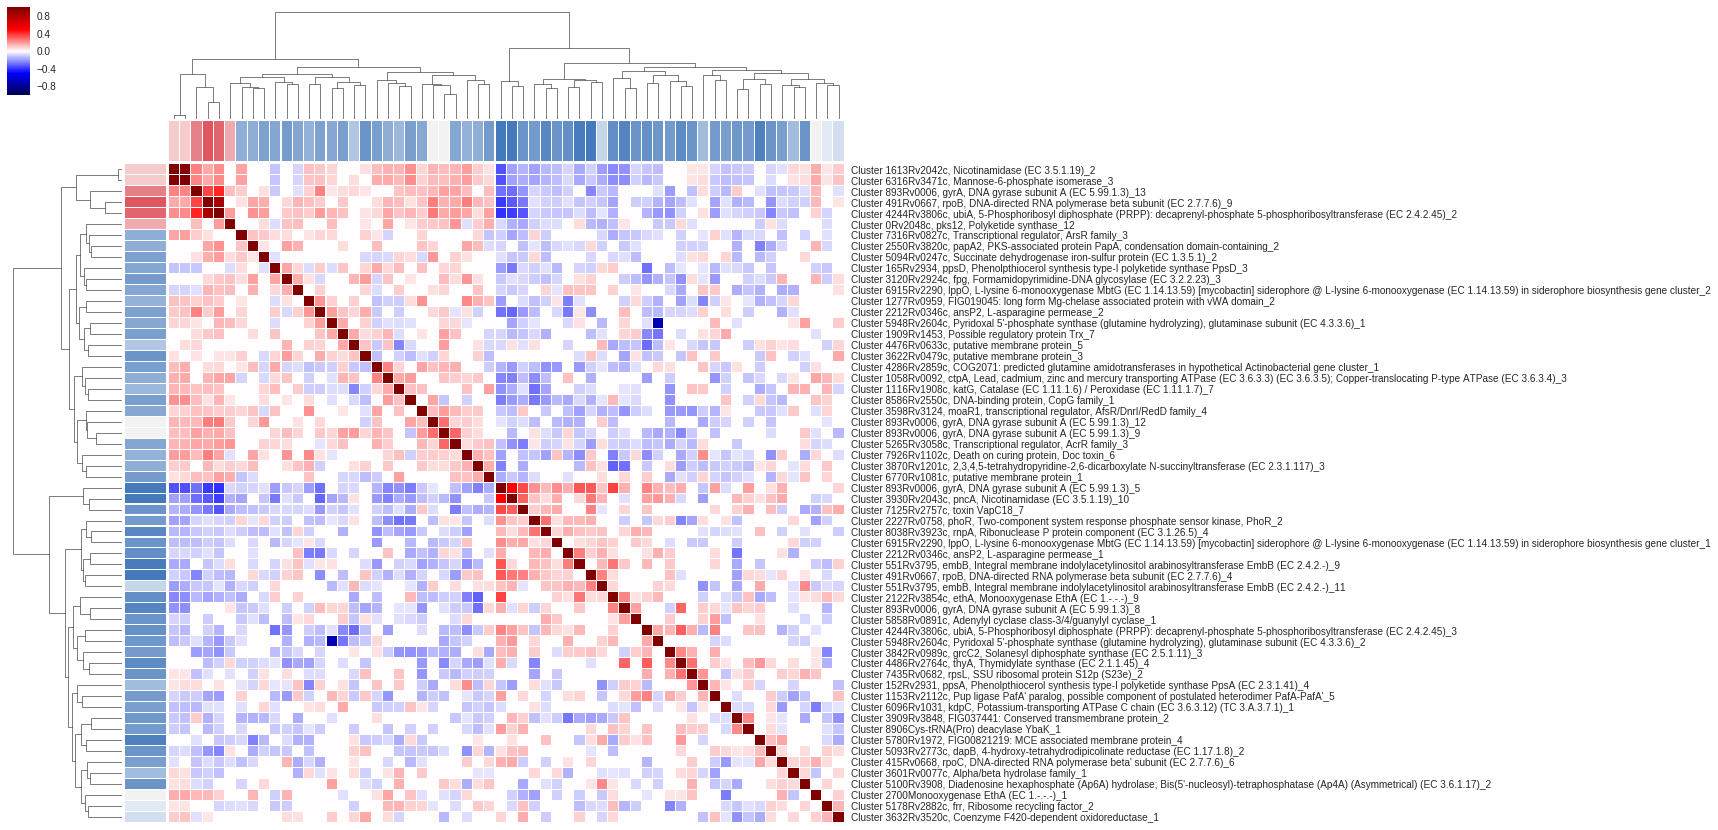 0.8
0.4
0.0
−0.4
−0.8
Cluster 1613Rv2042c, Nicotinamidase (EC 3.5.1.19)_2
Cluster 6316Rv3471c, Mannose-6-phosphate isomerase_3
Cluster 893Rv0006, gyrA, DNA gyrase subunit A (EC 5.99.1.3)_13
Cluster 491Rv0667, rpoB, DNA-directed RNA polymerase beta subunit (EC 2.7.7.6)_9
Cluster 4244Rv3806c, ubiA, 5-Phosphoribosyl diphosphate (PRPP): decaprenyl-phosphate 5-phosphoribosyltransferase (EC 2.4.2.45)_2
Cluster 0Rv2048c, pks12, Polyketide synthase_12
Cluster 7316Rv0827c, Transcriptional regulator, ArsR family_3
Cluster 2550Rv3820c, papA2, PKS-associated protein PapA, condensation domain-containing_2
Cluster 5094Rv0247c, Succinate dehydrogenase iron-sulfur protein (EC 1.3.5.1)_2
Cluster 165Rv2934, ppsD, Phenolpthiocerol synthesis type-I polyketide synthase PpsD_3
Cluster 3120Rv2924c, fpg, Formamidopyrimidine-DNA glycosylase (EC 3.2.2.23)_3
Cluster 6915Rv2290, lppO, L-lysine 6-monooxygenase MbtG (EC 1.14.13.59) [mycobactin] siderophore @ L-lysine 6-monooxygenase (EC 1.14.13.59) in siderophore biosynthesis gene cluster_2
Cluster 1277Rv0959, FIG019045: long form Mg-chelase associated protein with vWA domain_2
Cluster 2212Rv0346c, ansP2, L-asparagine permease_2
Cluster 5948Rv2604c, Pyridoxal 5'-phosphate synthase (glutamine hydrolyzing), glutaminase subunit (EC 4.3.3.6)_1
Cluster 1909Rv1453, Possible regulatory protein Trx_7
Cluster 4476Rv0633c, putative membrane protein_5
Cluster 3622Rv0479c, putative membrane protein_3
Cluster 4286Rv2859c, COG2071: predicted glutamine amidotransferases in hypothetical Actinobacterial gene cluster_1
Cluster 1058Rv0092, ctpA, Lead, cadmium, zinc and mercury transporting ATPase (EC 3.6.3.3) (EC 3.6.3.5); Copper-translocating P-type ATPase (EC 3.6.3.4)_3
Cluster 1116Rv1908c, katG, Catalase (EC 1.11.1.6) / Peroxidase (EC 1.11.1.7)_7
Cluster 8586Rv2550c, DNA-binding protein, CopG family_1
Cluster 3598Rv3124, moaR1, transcriptional regulator, AfsR/DnrI/RedD family_4
Cluster 893Rv0006, gyrA, DNA gyrase subunit A (EC 5.99.1.3)_12
Cluster 893Rv0006, gyrA, DNA gyrase subunit A (EC 5.99.1.3)_9
Cluster 5265Rv3058c, Transcriptional regulator, AcrR family_3
Cluster 7926Rv1102c, Death on curing protein, Doc toxin_6
Cluster 3870Rv1201c, 2,3,4,5-tetrahydropyridine-2,6-dicarboxylate N-succinyltransferase (EC 2.3.1.117)_3
Cluster 6770Rv1081c, putative membrane protein_1
Cluster 893Rv0006, gyrA, DNA gyrase subunit A (EC 5.99.1.3)_5
Cluster 3930Rv2043c, pncA, Nicotinamidase (EC 3.5.1.19)_10
Cluster 7125Rv2757c, toxin VapC18_7
Cluster 2227Rv0758, phoR, Two-component system response phosphate sensor kinase, PhoR_2
Cluster 8038Rv3923c, rnpA, Ribonuclease P protein component (EC 3.1.26.5)_4
Cluster 6915Rv2290, lppO, L-lysine 6-monooxygenase MbtG (EC 1.14.13.59) [mycobactin] siderophore @ L-lysine 6-monooxygenase (EC 1.14.13.59) in siderophore biosynthesis gene cluster_1
Cluster 2212Rv0346c, ansP2, L-asparagine permease_1
Cluster 551Rv3795, embB, Integral membrane indolylacetylinositol arabinosyltransferase EmbB (EC 2.4.2.-)_9
Cluster 491Rv0667, rpoB, DNA-directed RNA polymerase beta subunit (EC 2.7.7.6)_4
Cluster 551Rv3795, embB, Integral membrane indolylacetylinositol arabinosyltransferase EmbB (EC 2.4.2.-)_11
Cluster 2122Rv3854c, ethA, Monooxygenase EthA (EC 1.-.-.-)_9
Cluster 893Rv0006, gyrA, DNA gyrase subunit A (EC 5.99.1.3)_8
Cluster 5858Rv0891c, Adenylyl cyclase class-3/4/guanylyl cyclase_1
Cluster 4244Rv3806c, ubiA, 5-Phosphoribosyl diphosphate (PRPP): decaprenyl-phosphate 5-phosphoribosyltransferase (EC 2.4.2.45)_3
Cluster 5948Rv2604c, Pyridoxal 5'-phosphate synthase (glutamine hydrolyzing), glutaminase subunit (EC 4.3.3.6)_2
Cluster 3842Rv0989c, grcC2, Solanesyl diphosphate synthase (EC 2.5.1.11)_3
Cluster 4486Rv2764c, thyA, Thymidylate synthase (EC 2.1.1.45)_4
Cluster 7435Rv0682, rpsL, SSU ribosomal protein S12p (S23e)_2
Cluster 152Rv2931, ppsA, Phenolpthiocerol synthesis type-I polyketide synthase PpsA (EC 2.3.1.41)_4
Cluster 1153Rv2112c, Pup ligase PafA' paralog, possible component of postulated heterodimer PafA-PafA'_5
Cluster 6096Rv1031, kdpC, Potassium-transporting ATPase C chain (EC 3.6.3.12) (TC 3.A.3.7.1)_1
Cluster 3909Rv3848, FIG037441: Conserved transmembrane protein_2
Cluster 8906Cys-tRNA(Pro) deacylase YbaK_1
Cluster 5780Rv1972, FIG00821219: MCE associated membrane protein_4
Cluster 5093Rv2773c, dapB, 4-hydroxy-tetrahydrodipicolinate reductase (EC 1.17.1.8)_2
Cluster 415Rv0668, rpoC, DNA-directed RNA polymerase beta' subunit (EC 2.7.7.6)_6
Cluster 3601Rv0077c, Alpha/beta hydrolase family_1
Cluster 5100Rv3908, Diadenosine hexaphosphate (Ap6A) hydrolase; Bis(5'-nucleosyl)-tetraphosphatase (Ap4A) (Asymmetrical) (EC 3.6.1.17)_2
Cluster 2700Monooxygenase EthA (EC 1.-.-.-)_1
Cluster 5178Rv2882c, frr, Ribosome recycling factor_2
Cluster 3632Rv3520c, Coenzyme F420-dependent oxidoreductase_1